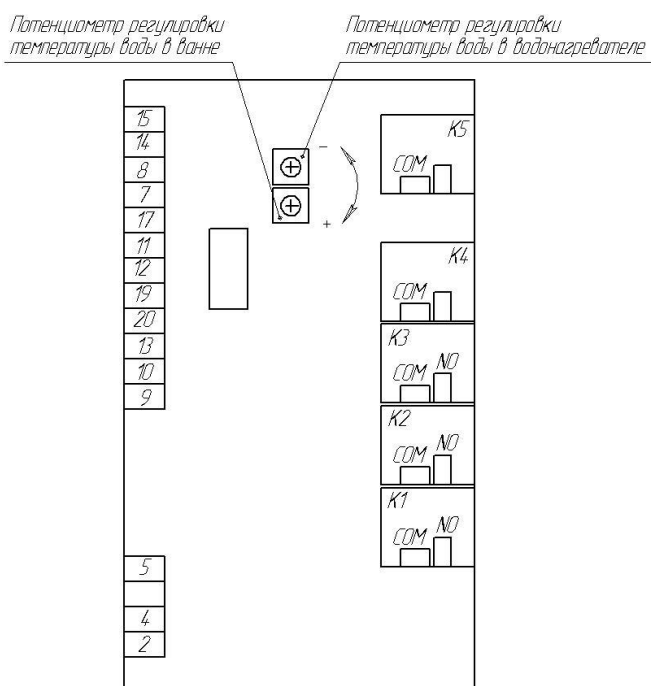 Потенциометр регулировки
температуры воды в ванне
Потенциометр регулировки
температуры воды в водонагревателе
15
14
8
7
17
11
12
19
20
13
10
9
5
4
2
–
+
K5
COM
K4
COM
K3
COM NO
K2
COM NO
K1
COM NO